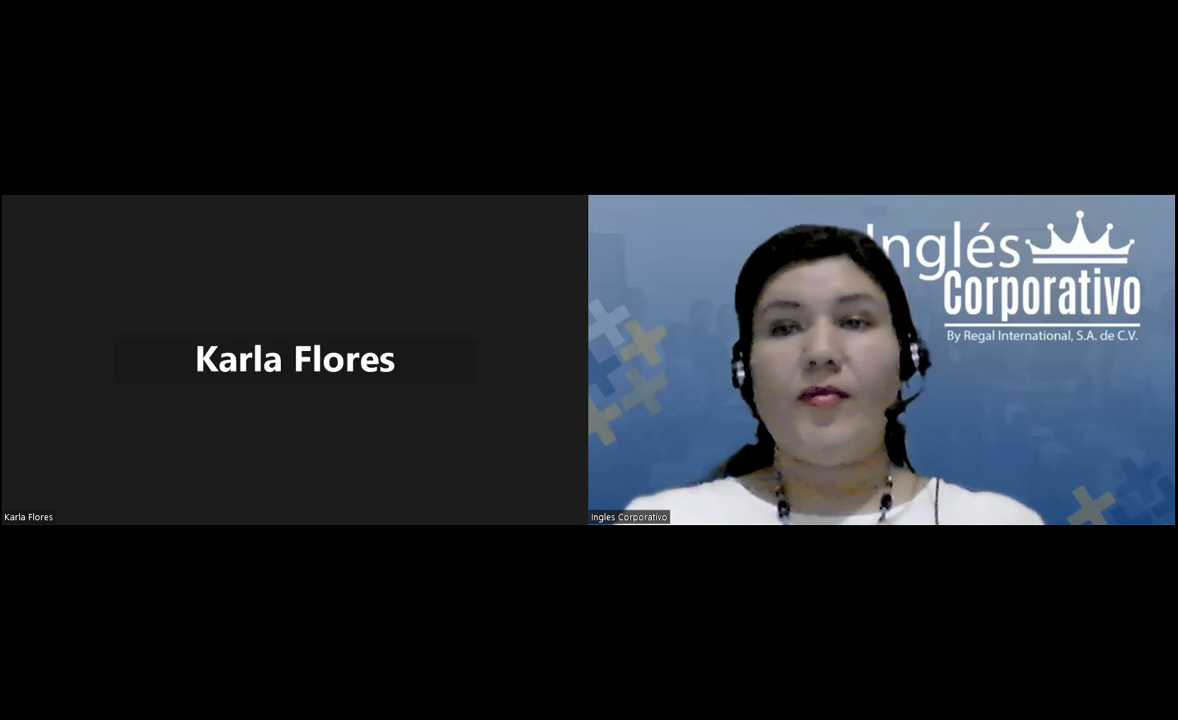 Karla Flores
Karla Flores
Inglés
Corporativo
By Regal International, S.A. de C.V.
Ingles Corporativo